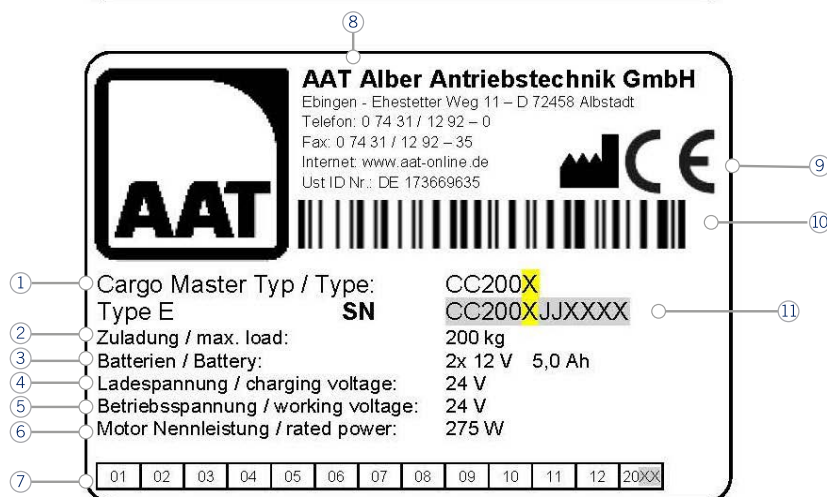 8
AAT Alber Antriebstechnik GmbH
Ebingen - Ehestetter Weg 11 – D 72458 Albstadt
Telefon: 0 74 31 / 12 92 – 0
Fax: 0 74 31 / 12 92 – 35
Internet: www.aat-online.de
Ust ID Nr.: DE 173669635
AAT
CE
9
10
1 Cargo Master Typ / Type: CC200X
Type E SN CC200XJJXXXX 11
2 Zuladung / max. load: 200 kg
3 Batterien / Battery: 2x 12 V 5,0 Ah
4 Ladespannung / charging voltage: 24 V
5 Betriebsspannung / working voltage: 24 V
6 Motor Nennleistung / rated power: 275 W
7 01 02 03 04 05 06 07 08 09 10 11 12 20XX